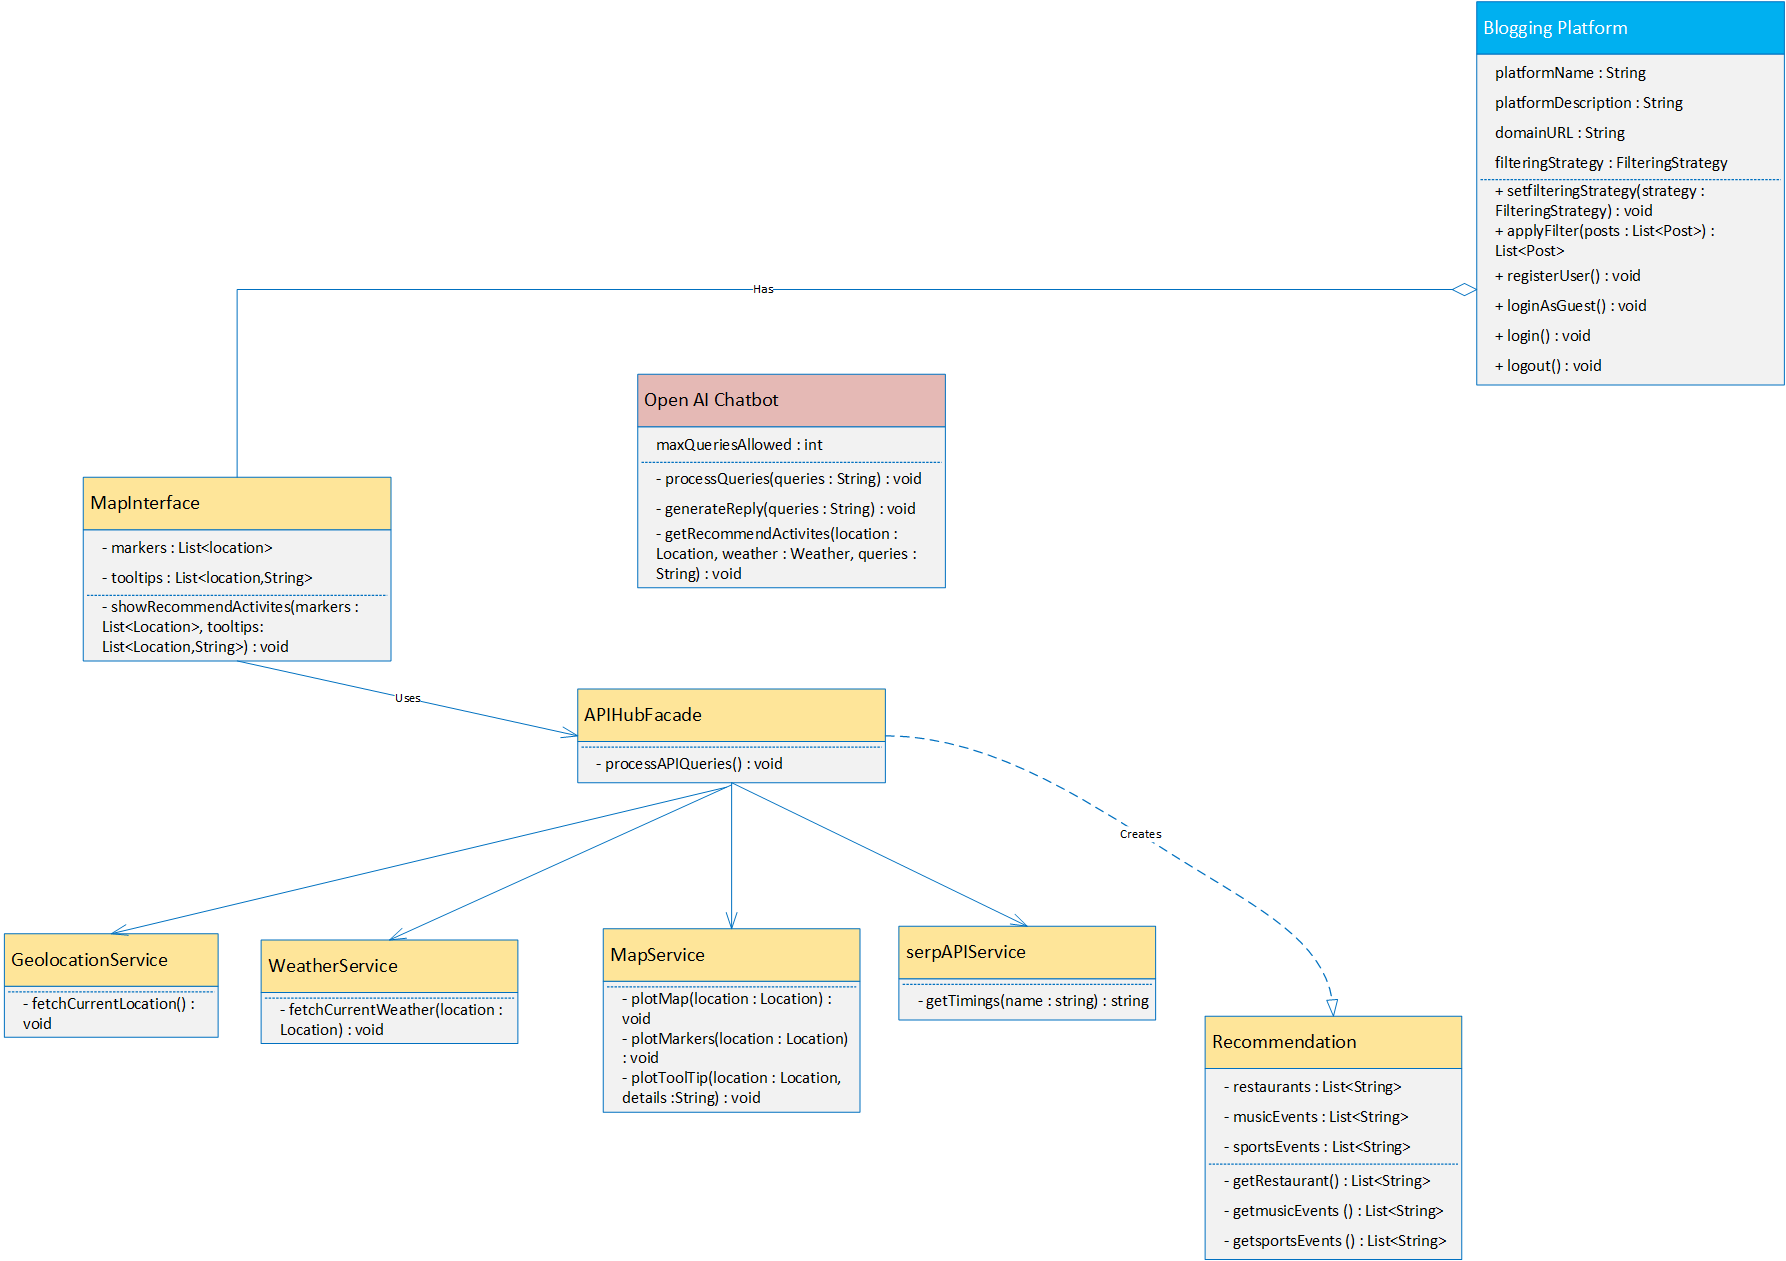 Blogging Platform
platformName : String
platformDescription : String
domainURL : String
filteringStrategy : FilteringStrategy
+ setfilteringStrategy(strategy :
FilteringStrategy) : void
+ applyFilter(posts : List<Post>) :
List<Post>
+ registerUser() : void
+ loginAsGuest() : void
+ login() : void
+ logout() : void
Has
Open AI Chatbot
maxQueriesAllowed : int
- processQueries(queries : String) : void
- generateReply(queries : String) : void
- getRecommendActivites(location :
Location, weather : Weather, queries :
String) : void
MapInterface
- markers : List<location>
- tooltips : List<location,String>
- showRecommendActivites(markers :
List<Location>, tooltips:
List<Location,String>) : void
Uses
APIHubFacade
- processAPIQueries() : void
Creates
GeolocationService
- fetchCurrentLocation() :
void
WeatherService
- fetchCurrentWeather(location :
Location) : void
MapService
- plotMap(location : Location) :
void
- plotMarkers(location : Location)
: void
- plotToolTip(location : Location,
details :String) : void
serpAPIService
- getTimings(name : string) : string
Recommendation
- restaurants : List<String>
- musicEvents : List<String>
- sportsEvents : List<String>
- getRestaurant() : List<String>
- getmusicEvents () : List<String>
- getsportsEvents () : List<String>